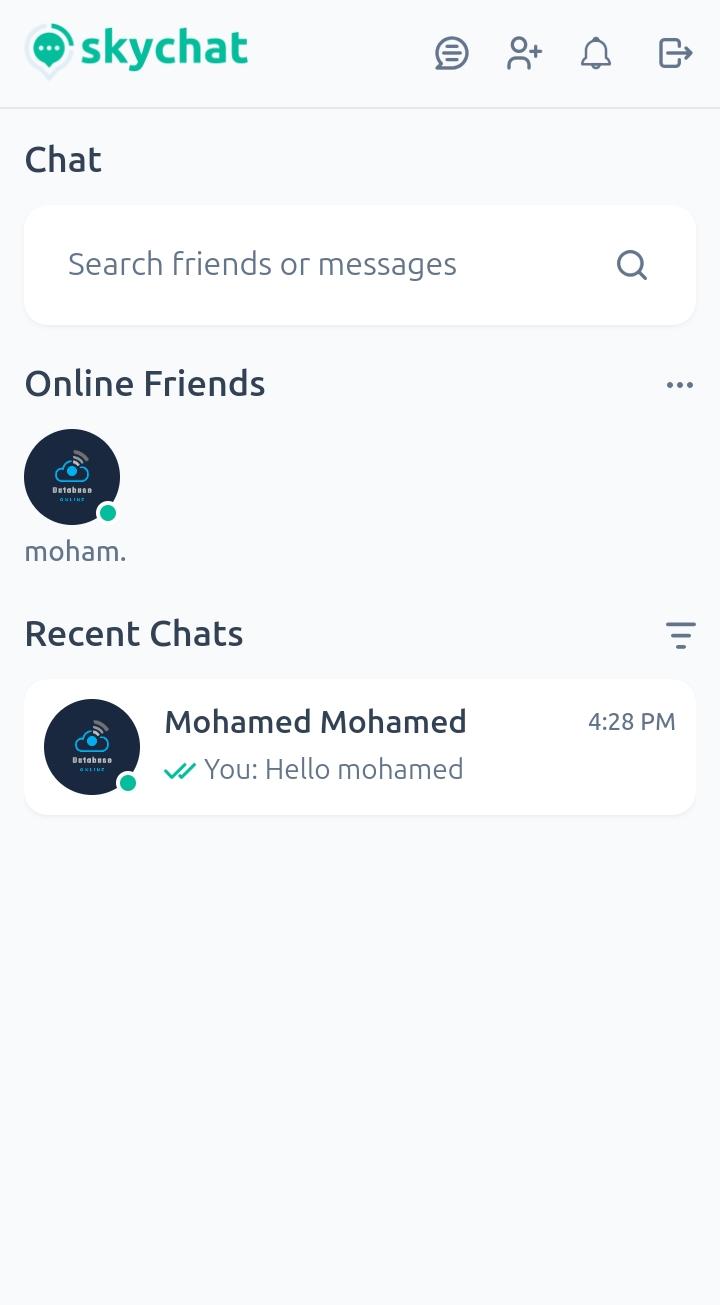 skychat
Chat
Search friends or messages
Online Friends
Database
ONLINE
moham.
Recent Chats
Mohamed Mohamed
4:28 PM
Database
ONLINE
You: Hello mohamed